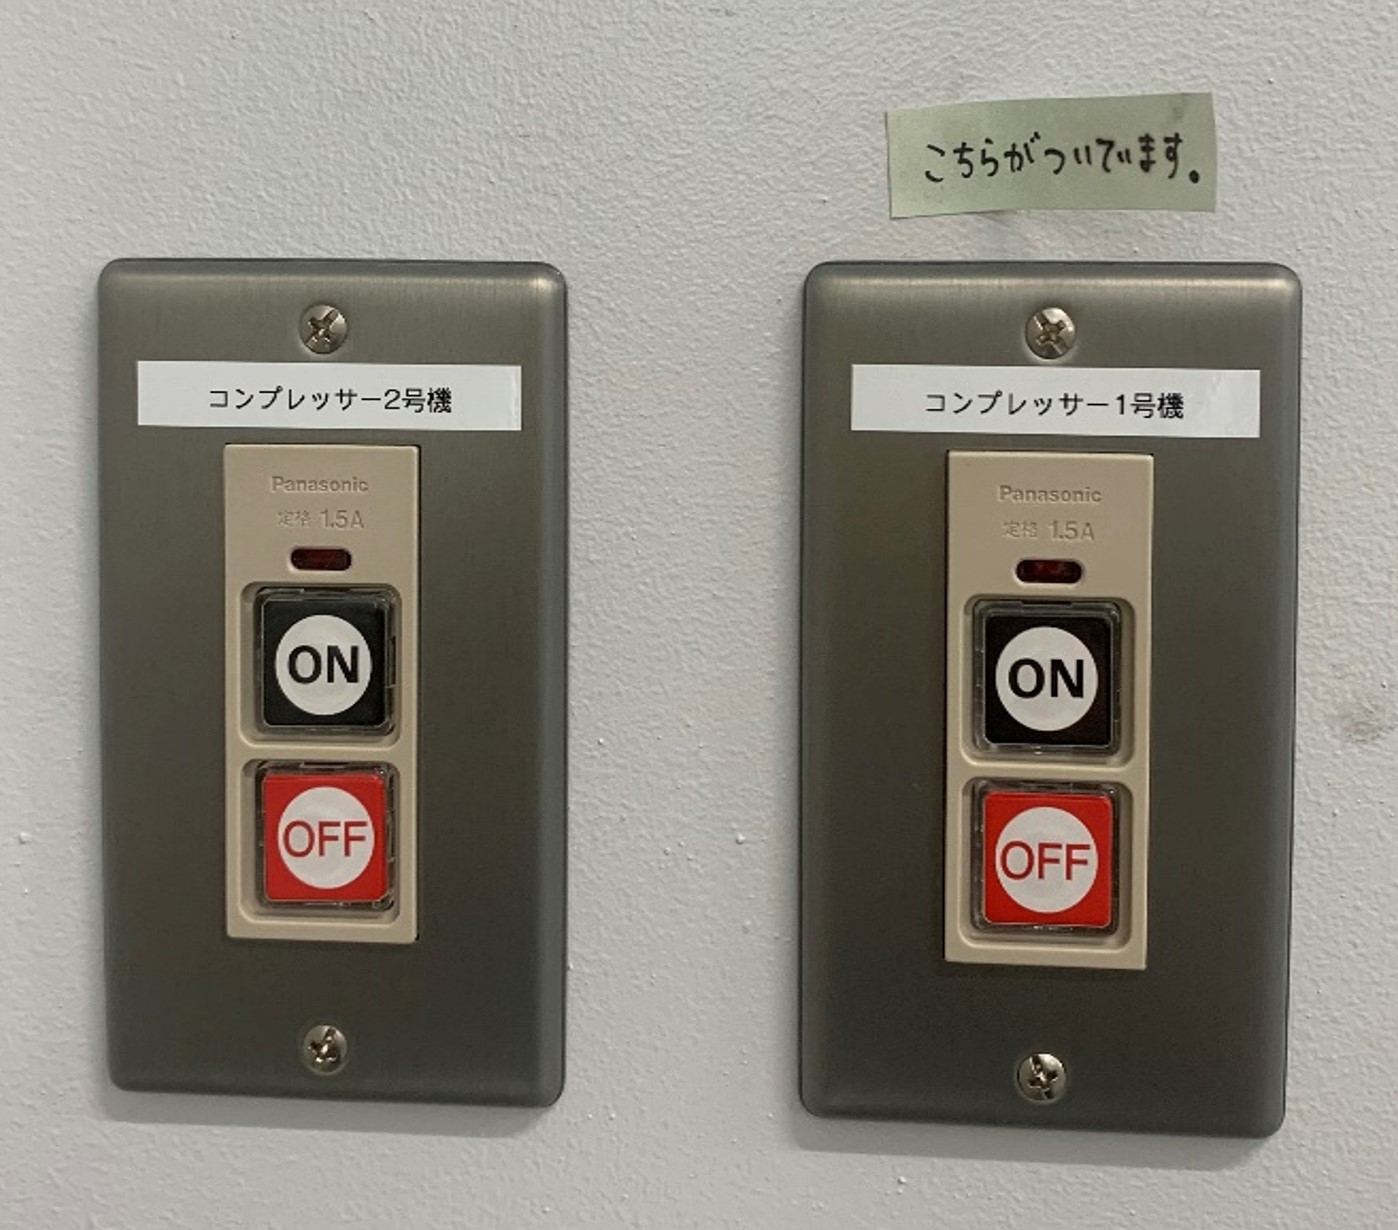 こちらがついています。
コンプレッサー2号機
Panasonic
定格 1.5A
ON
OFF
コンプレッサー1号機
Panasonic
定格 1.5A
ON
OFF